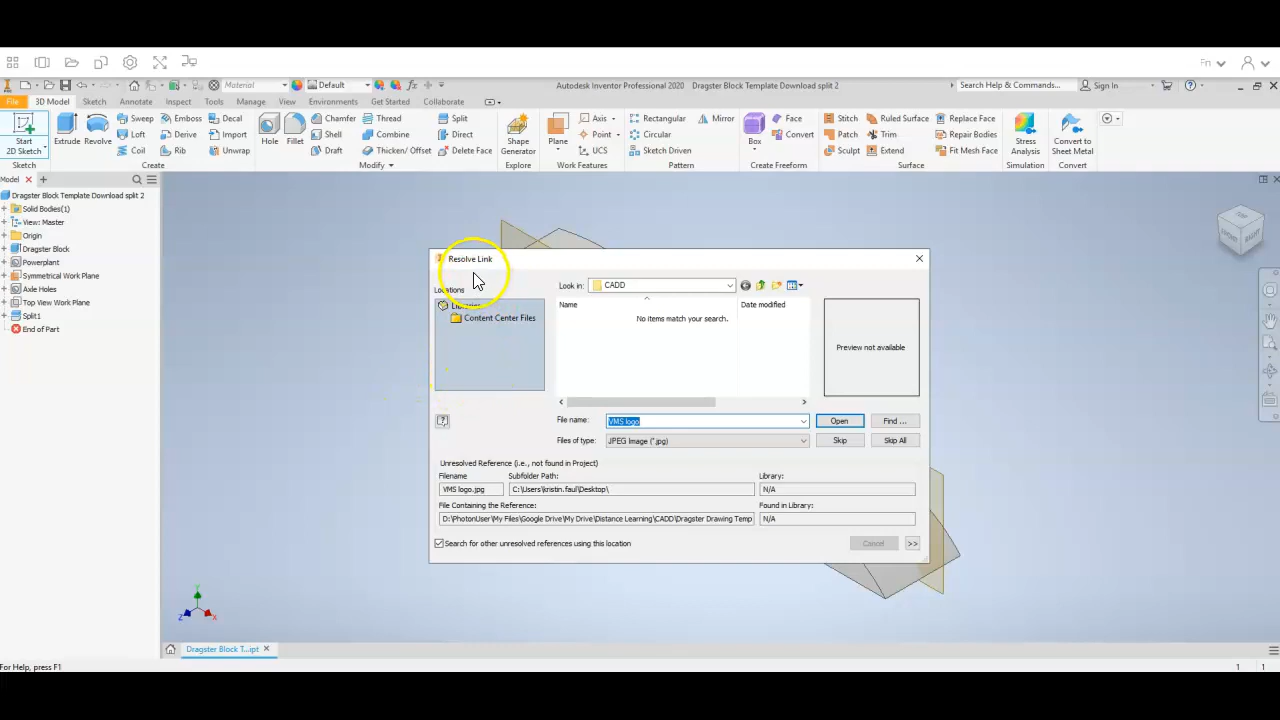 Fn
Material
Default
Autodesk Inventor Professional 2020 Dragster Block Template Download split 2
Search Help & Commands...
Sign In
File
3D Model
Sketch
Annotate
Inspect
Tools
Manage
View
Environments
Get Started
Collaborate
Start
2D Sketch
Extrude
Revolve
Sweep
Emboss
Decal
Loft
Derive
Import
Coil
Rib
Unwrap
Hole
Fillet
Chamfer
Thread
Split
Shell
Combine
Direct
Draft
Thicken/ Offset
Delete Face
Shape
Generator
Plane
Axis
Point
UCS
Rectangular
Mirror
Circular
Sketch Driven
Box
Face
Convert
Stitch
Ruled Surface
Replace Face
Patch
Trim
Repair Bodies
Sculpt
Extend
Fit Mesh Face
Stress
Analysis
Convert to
Sheet Metal
Sketch
Create
Modify
Explore
Work Features
Pattern
Create Freeform
Surface
Simulation
Convert
Model
Dragster Block Template Download split 2
Solid Bodies(1)
View: Master
Origin
Dragster Block
Powerplant
Symmetrical Work Plane
Axle Holes
Top View Work Plane
Split1
End of Part
TOP
FRONT
RIGHT
Resolve Link
Locations
Libraries
Content Center Files
Look in:
CADD
Name
Date modified
No items match your search.
Preview not available
File name:
VMS logo
Open
Find ...
Files of type:
JPEG Image (*.jpg)
Skip
Skip All
Unresolved Reference (i.e., not found in Project)
Filename
Subfolder Path:
Library:
VMS logo.jpg
C:\Users\kristin.faul\Desktop\
N/A
File Containing the Reference:
Found in Library:
D:\PhotonUser\My Files\Google Drive\My Drive\Distance Learning\CADD\Dragster Drawing Temp
N/A
Search for other unresolved references using this location
Cancel
>>
Y
Z
X
Dragster Block T...ipt
For Help, press F1
1
1